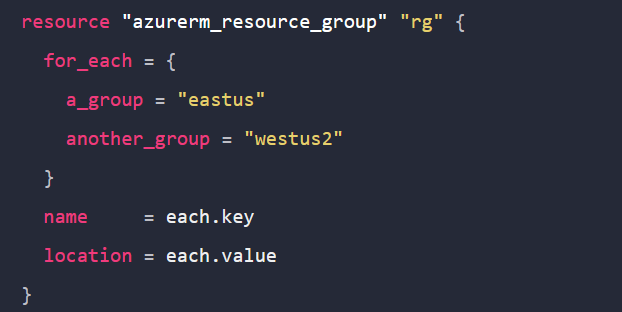 resource "azurerm_resource_group" "rg" {
  for_each = {
    a_group = "eastus"
    another_group = "westus2"
  }
  name     = each.key
  location = each.value
}